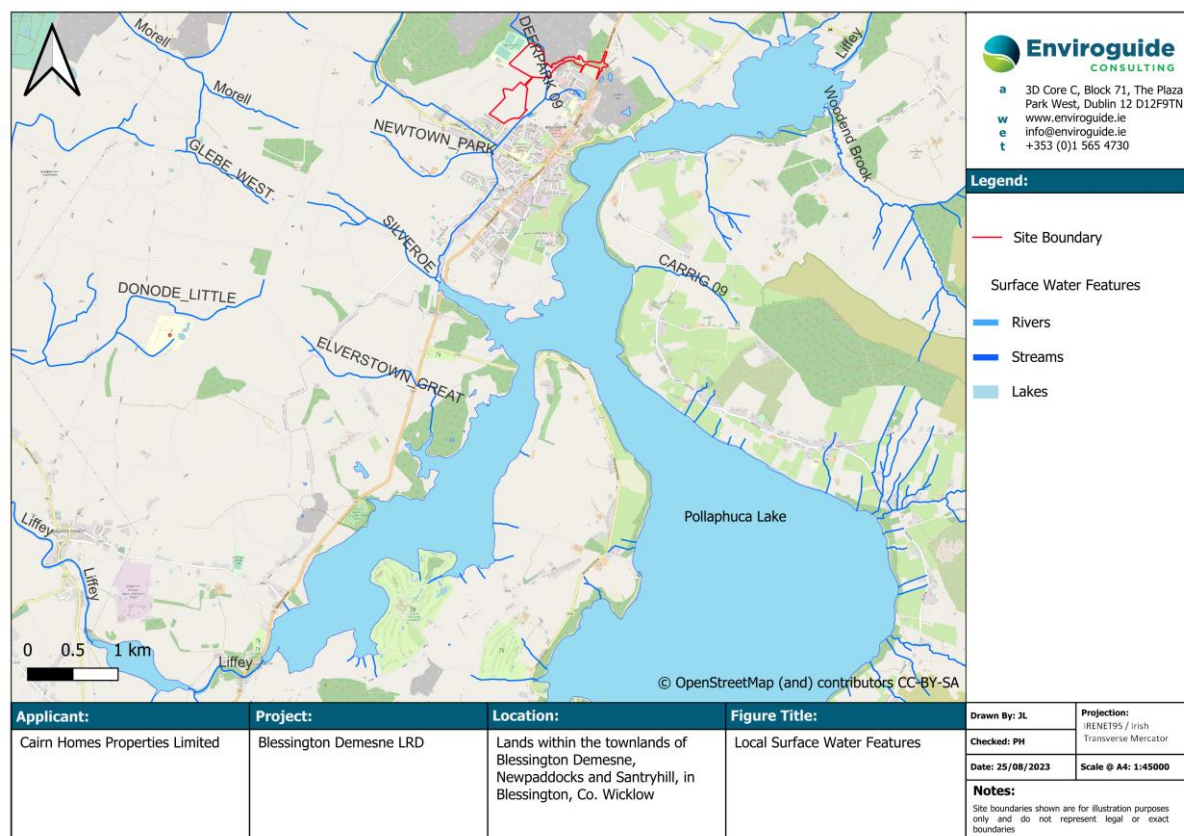 Morell
Morell
DEERPARK 09
Liffey
Woodend Brook
NEWTOWN_PARK
GLEBE_WEST
SILVEROE
CARRIG 09
DONODE_LITTLE
ELVERSTOWN_GREAT
Pollaphuca Lake
Liffey
Liffey
Liffey
0 0.5 1 km
© OpenStreetMap (and) contributors CC-BY-SA
Enviroguide
CONSULTING
a 3D Core C, Block 71, The Plaza
Park West, Dublin 12 D12F9TN
w www.enviroguide.ie
e info@enviroguide.ie
t +353 (0)1 565 4730
Legend:
Site Boundary
Surface Water Features
Rivers
Streams
Lakes
Applicant:
Cairn Homes Properties Limited
Project:
Blessington Demesne LRD
Location:
Lands within the townlands of
Blessington Demesne,
Newpaddocks and Santryhill, in
Blessington, Co. Wicklow
Figure Title:
Local Surface Water Features
Drawn By: JL
Checked: PH
Date: 25/08/2023
Projection:
IRENET95 / Irish
Transverse Mercator
Scale @ A4: 1:45000
Notes:
Site boundaries shown are for illustration purposes
only and do not represent legal or exact
boundaries